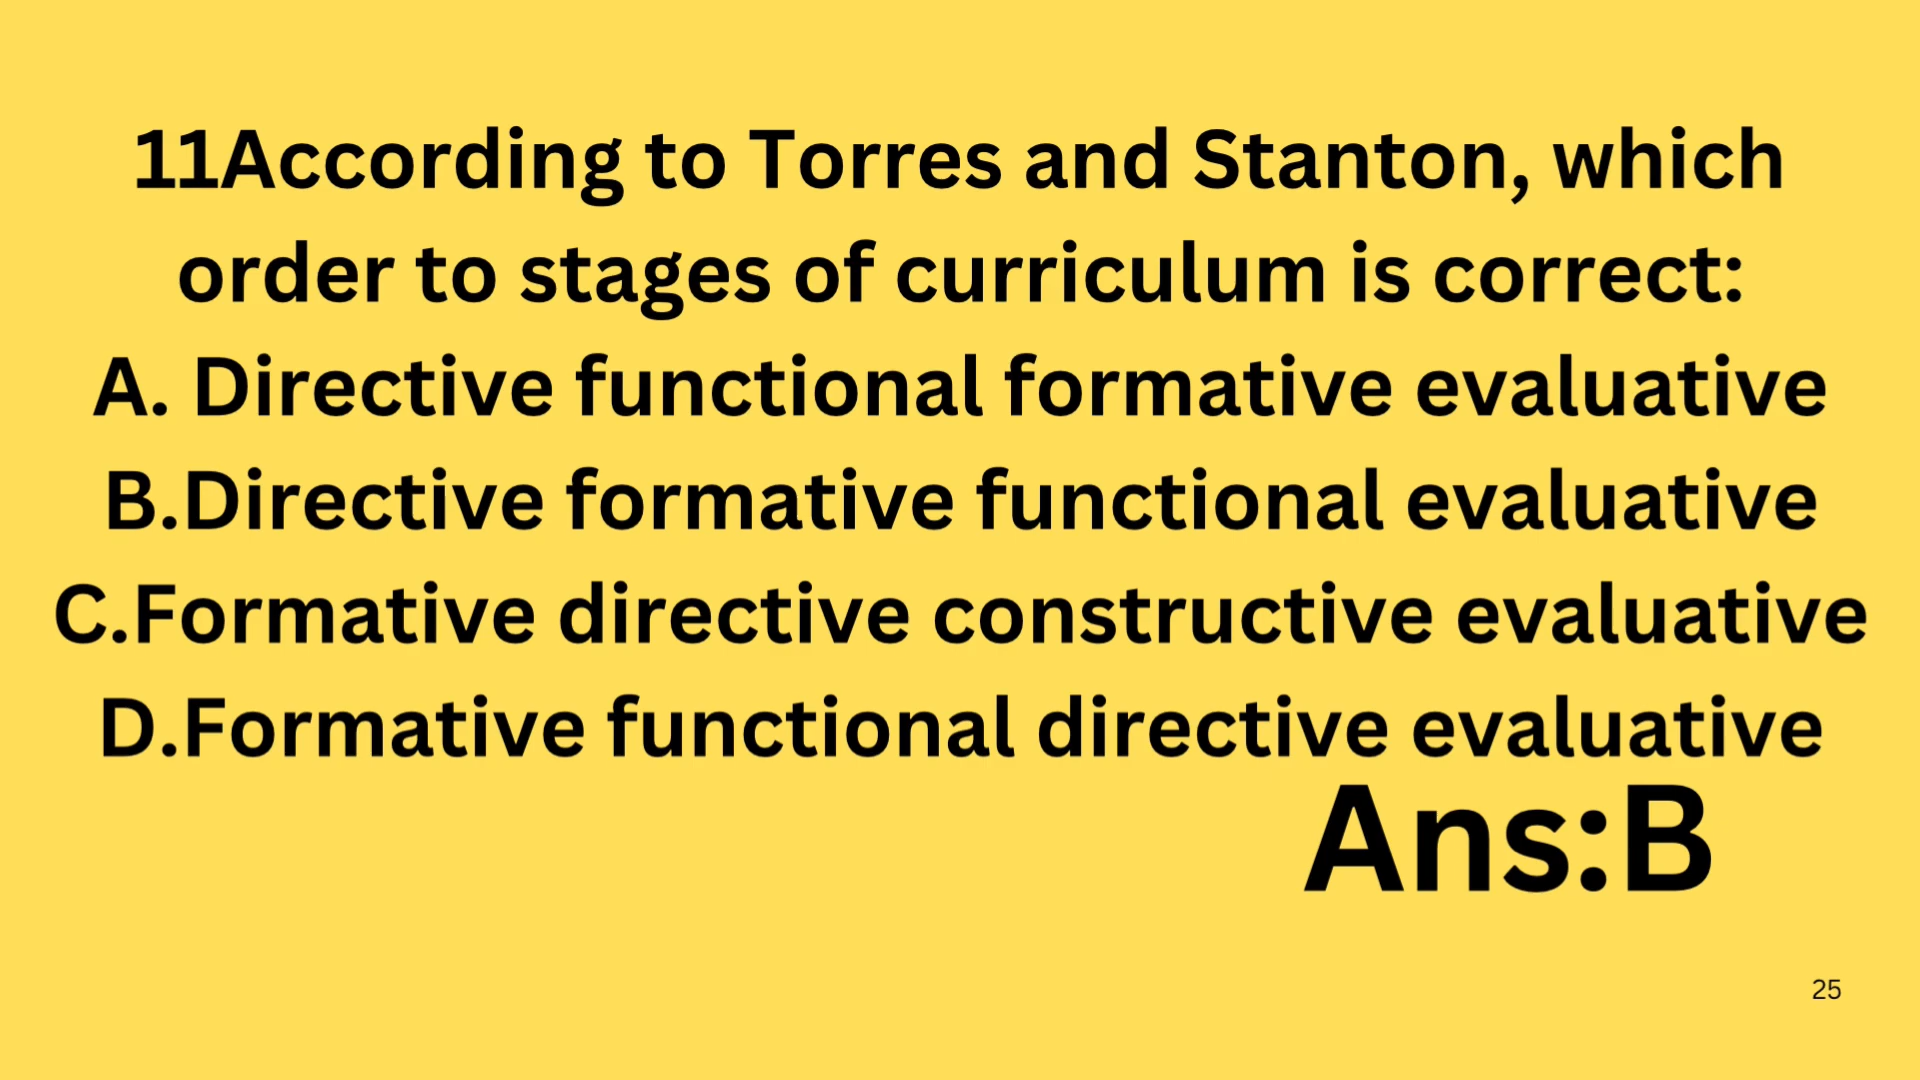 11According to Torres and Stanton, which
order to stages of curriculum is correct:
A. Directive functional formative evaluative
B.Directive formative functional evaluative
C.Formative directive constructive evaluative
D.Formative functional directive evaluative
Ans:B
25